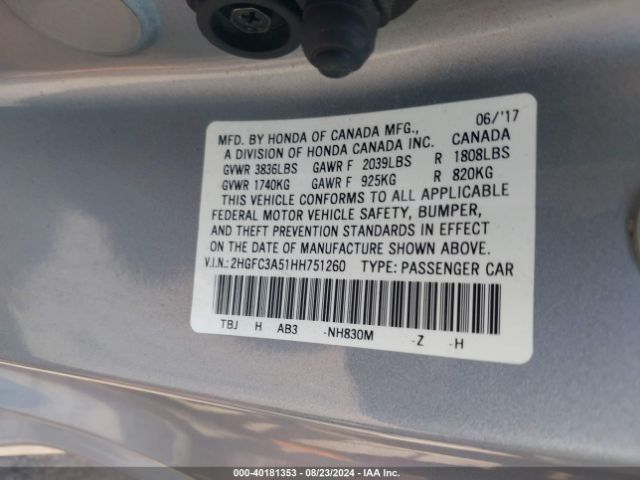 06/'17
MFD. BY HONDA OF CANADA MFG., CANADA
A DIVISION OF HONDA CANADA INC.
GVWR 3836LBS GAWR F 2039LBS R 1808LBS
GVWR 1740KG GAWR F 925KG R 820KG
THIS VEHICLE CONFORMS TO ALL APPLICABLE
FEDERAL MOTOR VEHICLE SAFETY, BUMPER,
AND THEFT PREVENTION STANDARDS IN EFFECT
ON THE DATE OF MANUFACTURE SHOWN ABOVE.
V.I.N.:2HGFC3A51HH751260 TYPE: PASSENGER CAR
TBJ H AB3 -NH830M -Z -H
000-40181353 - 08/23/2024 - IAA Inc.